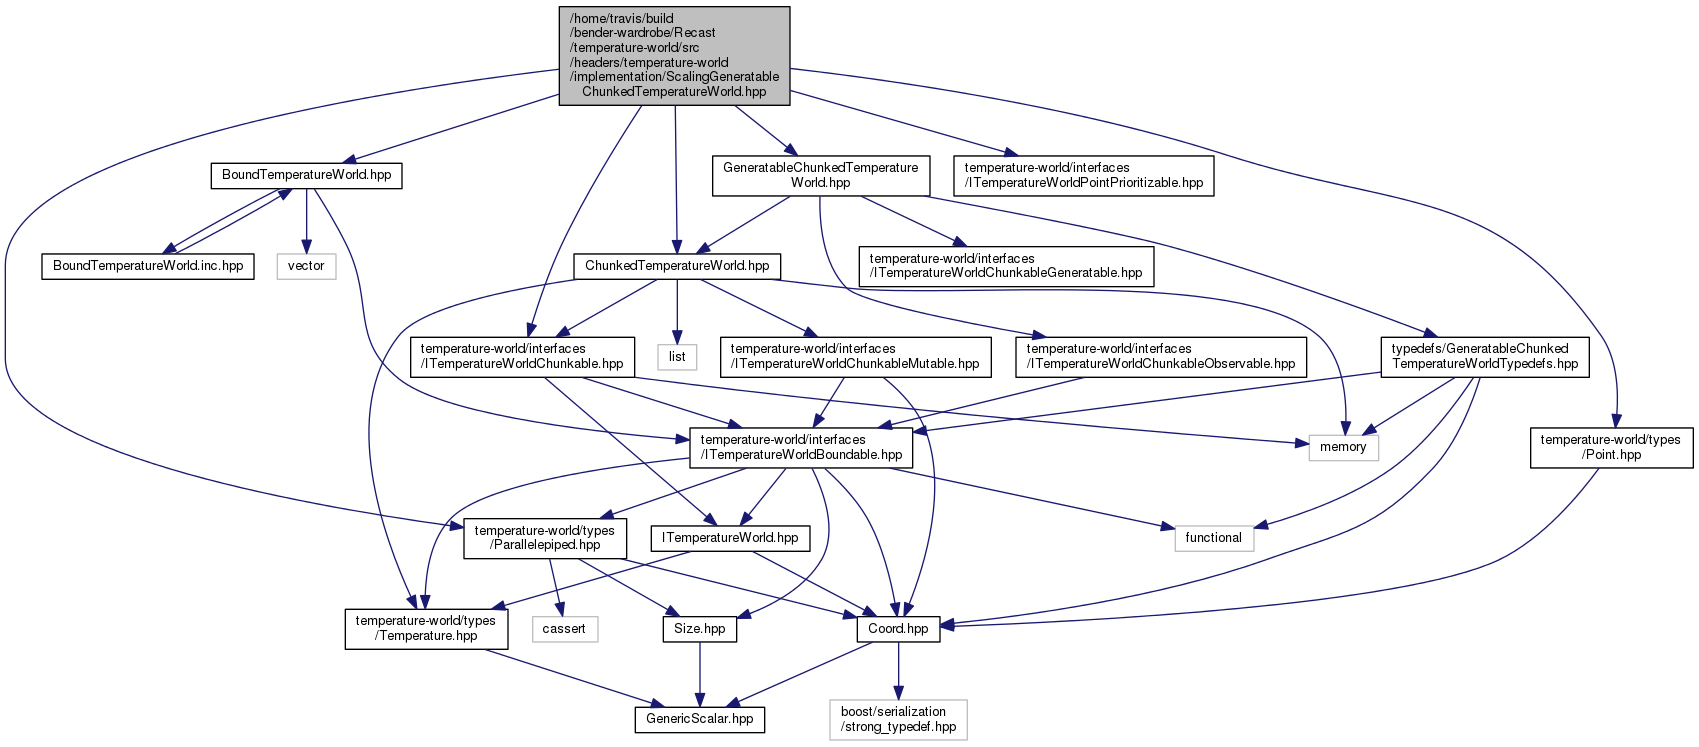 /home/travis/build
/bender-wardrobe/Recast
/temperature-world/src
/headers/temperature-world
/implementation/ScalingGeneratable
ChunkedTemperatureWorld.hpp
BoundTemperatureWorld.hpp
GeneratableChunkedTemperature
World.hpp
temperature-world/interfaces
/ITemperatureWorldPointPrioritizable.hpp
BoundTemperatureWorld.inc.hpp
vector
ChunkedTemperatureWorld.hpp
temperature-world/interfaces
/ITemperatureWorldChunkableGeneratable.hpp
temperature-world/interfaces
/ITemperatureWorldChunkable.hpp
list
temperature-world/interfaces
/ITemperatureWorldChunkableMutable.hpp
temperature-world/interfaces
/ITemperatureWorldChunkableObservable.hpp
typedefs/GeneratableChunked
TemperatureWorldTypedefs.hpp
temperature-world/interfaces
/ITemperatureWorldBoundable.hpp
memory
temperature-world/types
/Point.hpp
temperature-world/types
/Parallelepiped.hpp
ITemperatureWorld.hpp
functional
temperature-world/types
/Temperature.hpp
cassert
Size.hpp
Coord.hpp
GenericScalar.hpp
boost/serialization
/strong_typedef.hpp